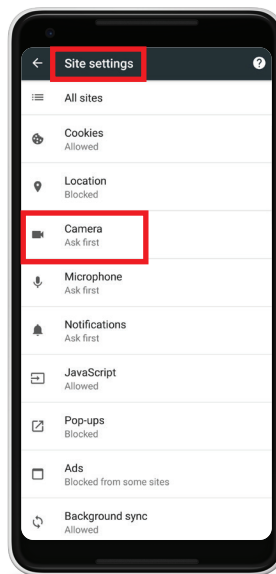 Site settings
All sites
Cookies
Allowed
Location
Blocked
Camera
Ask first
Microphone
Ask first
Notifications
Ask first
JavaScript
Allowed
Pop-ups
Blocked
Ads
Blocked from some sites
Background sync
Allowed